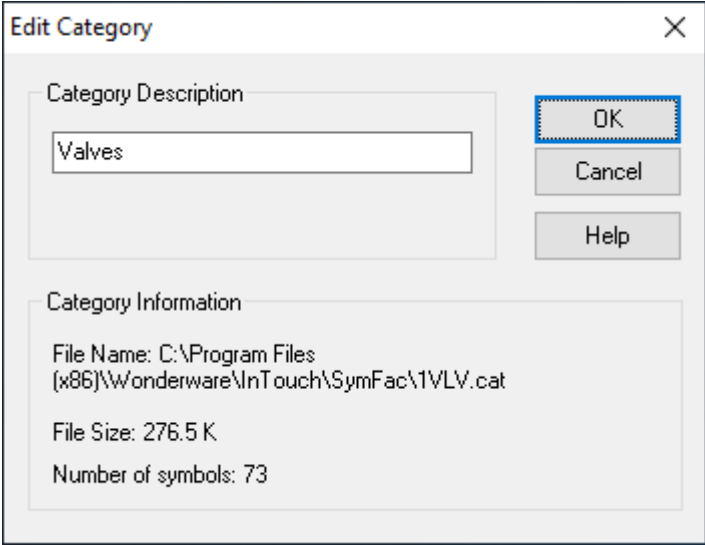 Edit Category
Category Description
Valves
OK
Cancel
Help
Category Information
File Name: C:\Program Files
(x86)\Wonderware\InTouch\SymFac\1VLV.cat
File Size: 276.5 K
Number of symbols: 73